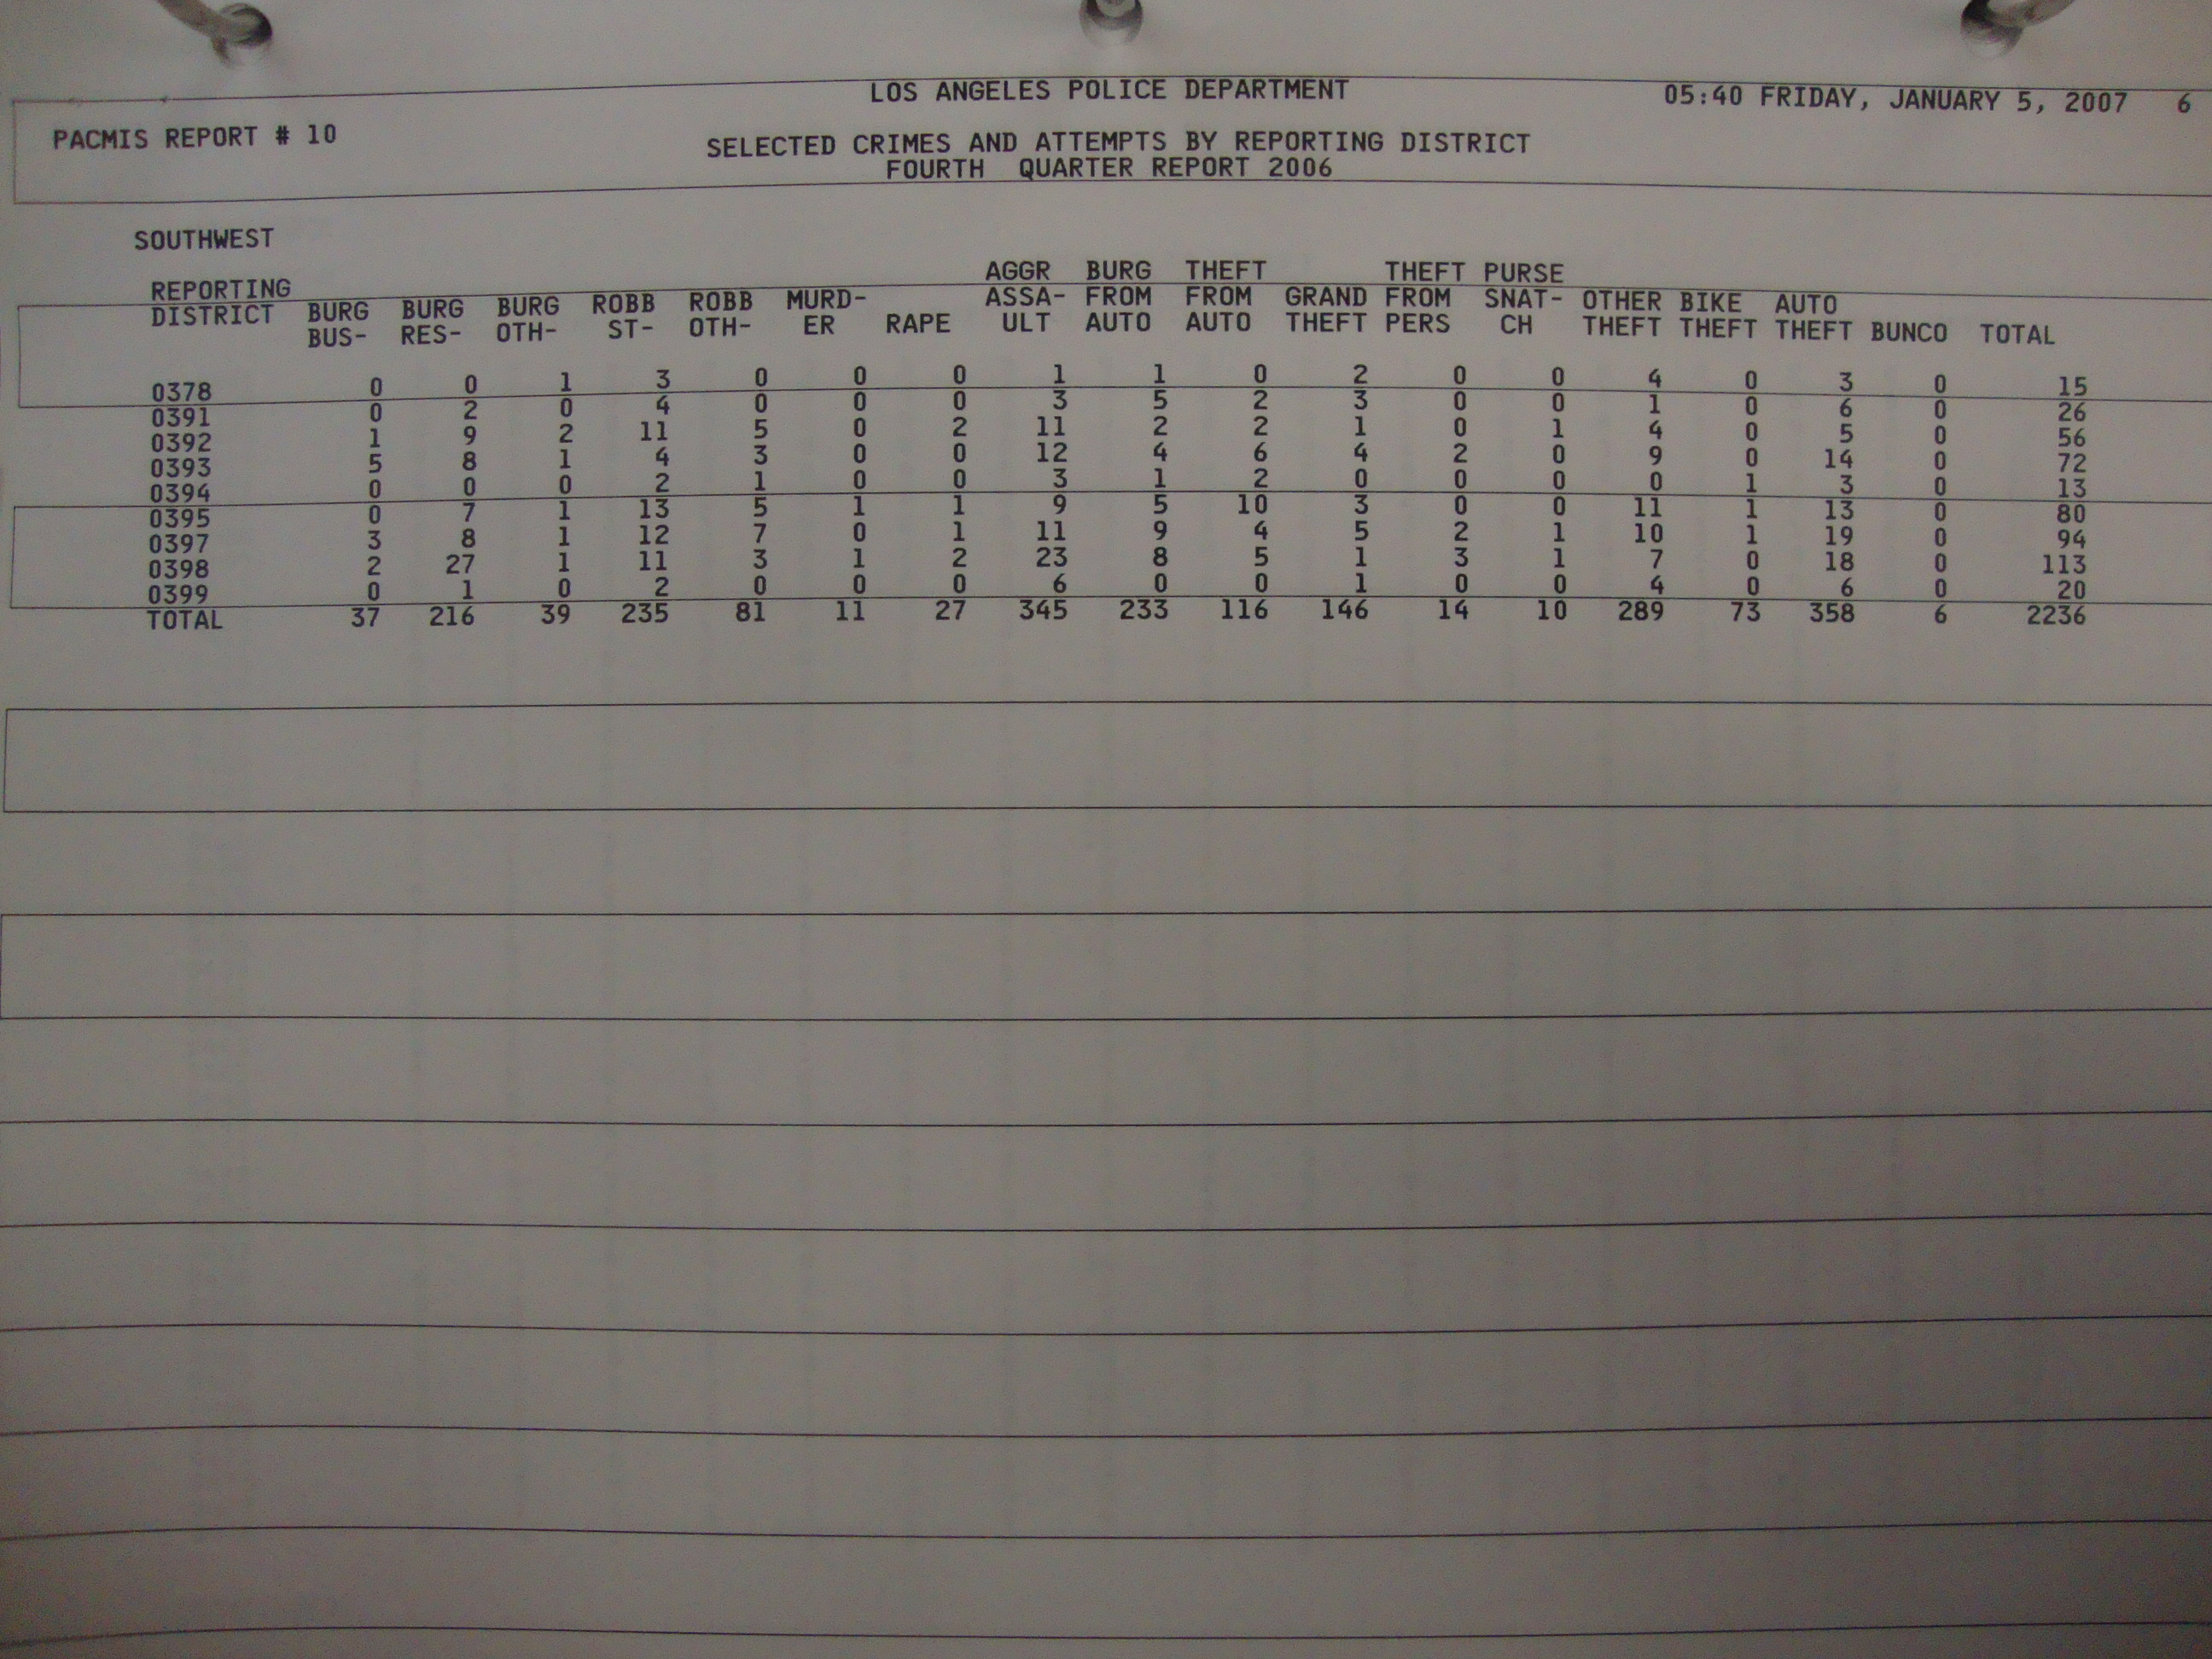 LOS ANGELES POLICE DEPARTMENT 05:40 FRIDAY, JANUARY 5, 2007 6
PACMIS REPORT # 10
SELECTED CRIMES AND ATTEMPTS BY REPORTING DISTRICT
FOURTH QUARTER REPORT 2006
SOUTHWEST
AGGR BURG THEFT THEFT PURSE
REPORTING BURG BURG BURG ROBB ROBB MURD- ASSA- FROM FROM GRAND FROM SNAT- OTHER BIKE AUTO
DISTRICT BUS- RES- OTH- ST- OTH- ER RAPE ULT AUTO AUTO THEFT PERS CH THEFT THEFT THEFT BUNCO TOTAL
0378 0 0 1 3 0 0 0 1 1 0 2 0 0 4 0 3 0 15
0391 0 2 0 4 0 0 0 3 5 2 3 0 0 1 0 6 0 26
0392 1 9 2 11 5 0 2 11 2 2 1 0 1 4 0 5 0 56
0393 5 8 1 4 3 0 0 12 4 6 4 2 0 9 0 14 0 72
0394 0 0 0 2 1 0 0 3 1 2 0 0 0 0 1 3 0 13
0395 0 7 1 13 5 1 1 9 5 10 3 0 0 11 1 13 0 80
0397 3 8 1 12 7 0 1 11 9 4 5 2 1 10 1 19 0 94
0398 2 27 1 11 3 1 2 23 8 5 1 3 1 7 0 18 0 113
0399 0 1 0 2 0 0 0 6 0 0 1 0 0 4 0 6 0 20
TOTAL 37 216 39 235 81 11 27 345 233 116 146 14 10 289 73 358 6 2236